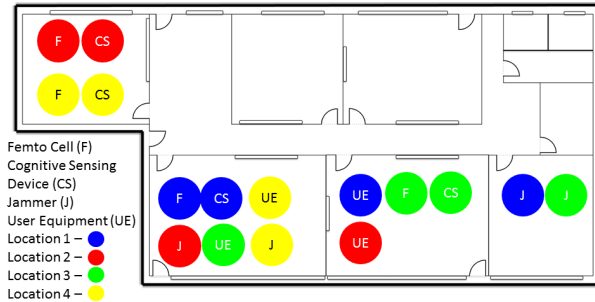 F CS
F CS
Femto Cell (F)
Cognitive Sensing
Device (CS)
Jammer (J)
User Equipment (UE)
Location 1 –
Location 2 –
Location 3 –
Location 4 –
F CS UE
J UE J
UE F CS
UE
J J